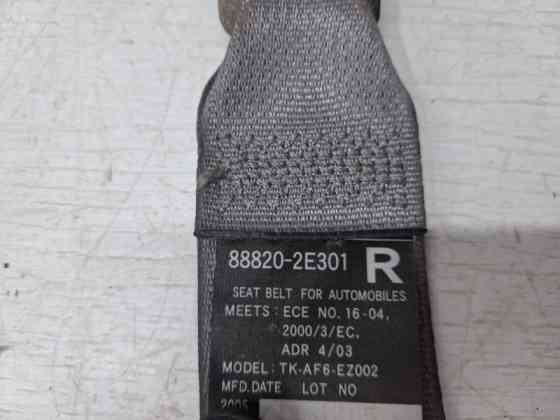 88820-2E301 R
SEAT BELT FOR AUTOMOBILES
MEETS : ECE NO. 16-04,
2000/3/EC,
ADR 4/03
MODEL: TK-AF6-EZ002
MFD.DATE LOT NO
2005